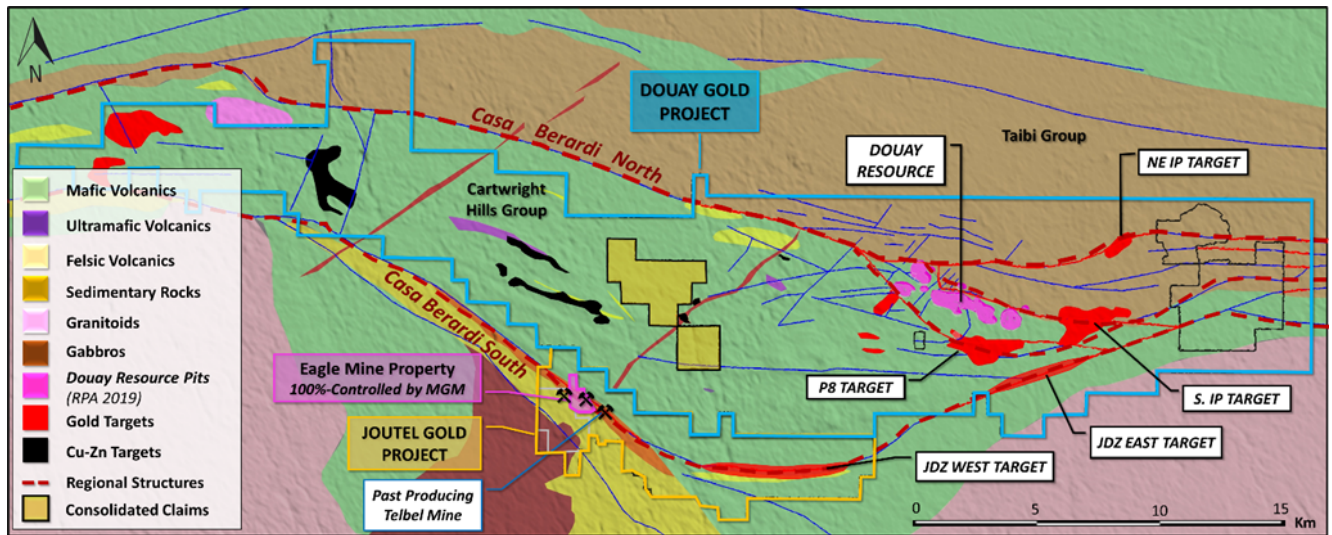 N
DOUAY GOLD
PROJECT
Casa Berardi North
Taibi Group
DOUAY
RESOURCE
NE IP TARGET
Cartwright
Hills Group
Mafic Volcanics
Ultramafic Volcanics
Felsic Volcanics
Sedimentary Rocks
Granitoids
Gabbros
Douay Resource Pits
(RPA 2019)
Gold Targets
Cu-Zn Targets
Regional Structures
Consolidated Claims
Casa Berardi South
Eagle Mine Property
100%-Controlled by MGM
JOUTEL GOLD
PROJECT
Past Producing
Telbel Mine
P8 TARGET
S. IP TARGET
JDZ EAST TARGET
JDZ WEST TARGET
0 5 10 15
Km